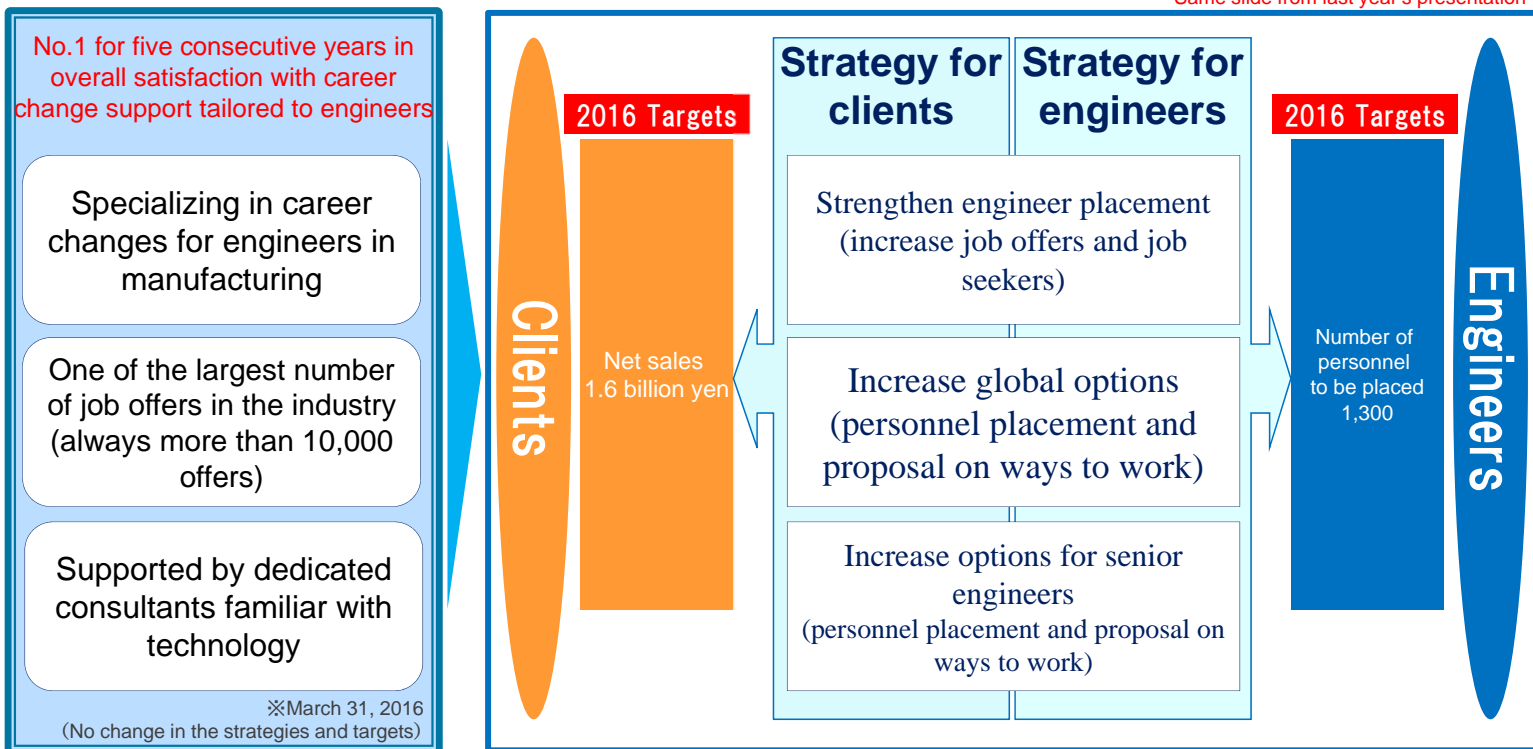 Same slide from last year's presentation
No.1 for five consecutive years in
overall satisfaction with career
change support tailored to engineers
Specializing in career
changes for engineers in
manufacturing
One of the largest number
of job offers in the industry
(always more than 10,000
offers)
Supported by dedicated
consultants familiar with
technology
※March 31, 2016
（No change in the strategies and targets）
Clients
2016 Targets
Net sales
1.6 billion yen
Strategy for
clients
Strategy for
engineers
Strengthen engineer placement
(increase job offers and job
seekers)
Increase global options
(personnel placement and
proposal on ways to work)
Increase options for senior
engineers
(personnel placement and proposal on
ways to work)
2016 Targets
Number of
personnel
to be placed
1,300
Engineers